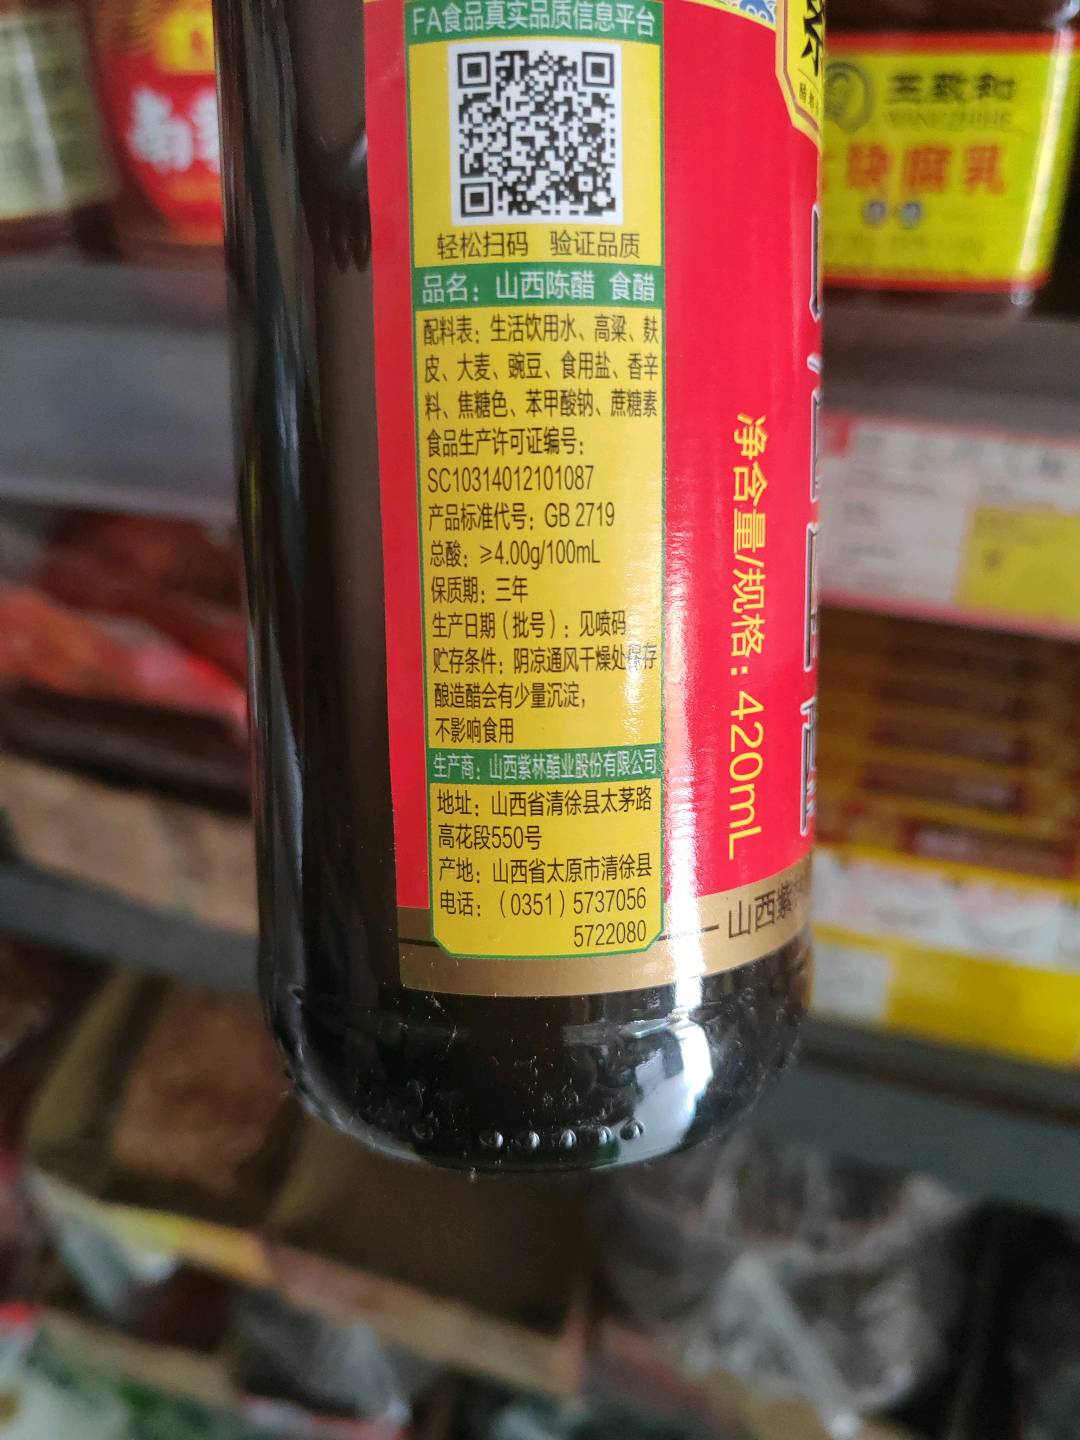 FA食品真实品质信息平台
轻松扫码 验证品质
品名：山西陈醋 食醋
配料表：生活饮用水、高粱、麸
皮、大麦、豌豆、食用盐、香辛
料、焦糖色、苯甲酸钠、蔗糖素
食品生产许可证编号：
SC10314012101087
产品标准代号：GB 2719
总酸：≥4.00g/100mL
保质期：三年
生产日期（批号）：见喷码
贮存条件：阴凉通风干燥处保存
酿造醋会有少量沉淀，
不影响食用
生产商：山西紫林醋业股份有限公司
地址：山西省清徐县太茅路
高花段550号
产地：山西省太原市清徐县
电话：（0351）5737056
5722080
净含量/规格：420mL
山西紫
王致和
WANGZHIHE
块腐乳